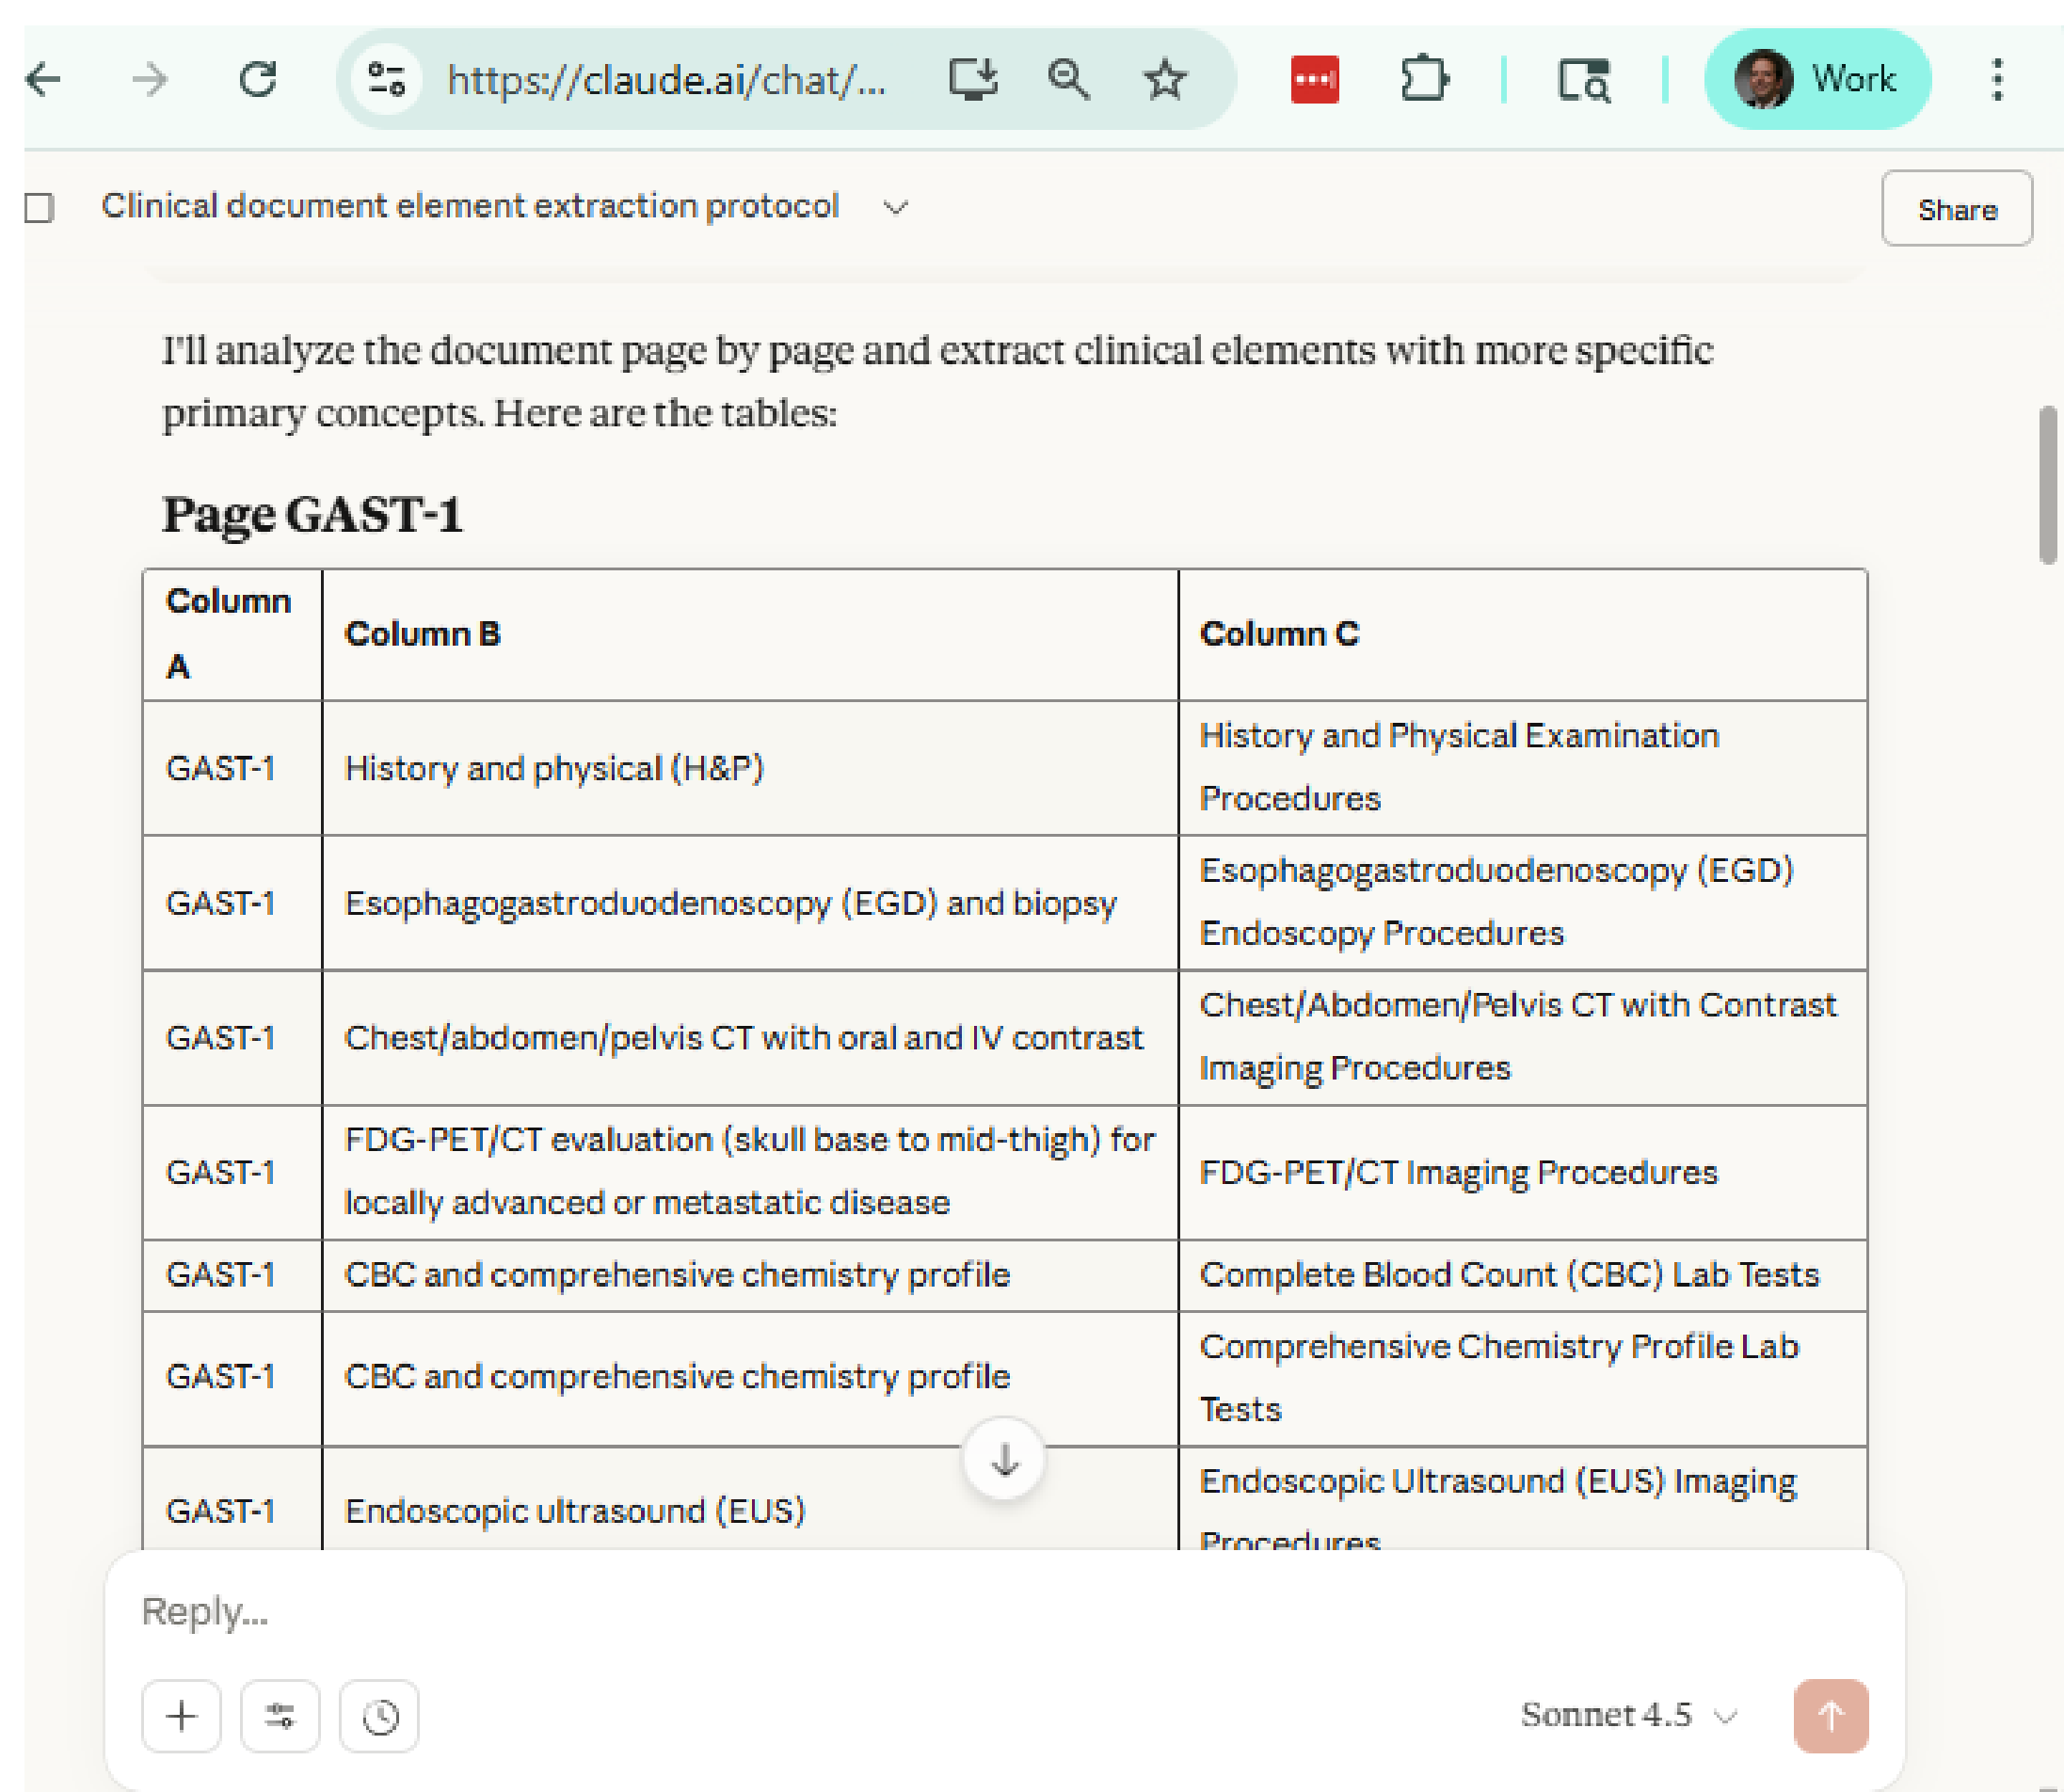 https://claude.ai/chat/...
Work
Clinical document element extraction protocol
Share
I'll analyze the document page by page and extract clinical elements with more specific
primary concepts. Here are the tables:
Page GAST-1
Column
A
Column B
Column C
GAST-1
History and physical (H&P)
History and Physical Examination
Procedures
GAST-1
Esophagogastroduodenoscopy (EGD) and biopsy
Esophagogastroduodenoscopy (EGD)
Endoscopy Procedures
GAST-1
Chest/abdomen/pelvis CT with oral and IV contrast
Chest/Abdomen/Pelvis CT with Contrast
Imaging Procedures
GAST-1
FDG-PET/CT evaluation (skull base to mid-thigh) for
locally advanced or metastatic disease
FDG-PET/CT Imaging Procedures
GAST-1
CBC and comprehensive chemistry profile
Complete Blood Count (CBC) Lab Tests
GAST-1
CBC and comprehensive chemistry profile
Comprehensive Chemistry Profile Lab
Tests
GAST-1
Endoscopic ultrasound (EUS)
Endoscopic Ultrasound (EUS) Imaging
Procedures
Reply...
Sonnet 4.5